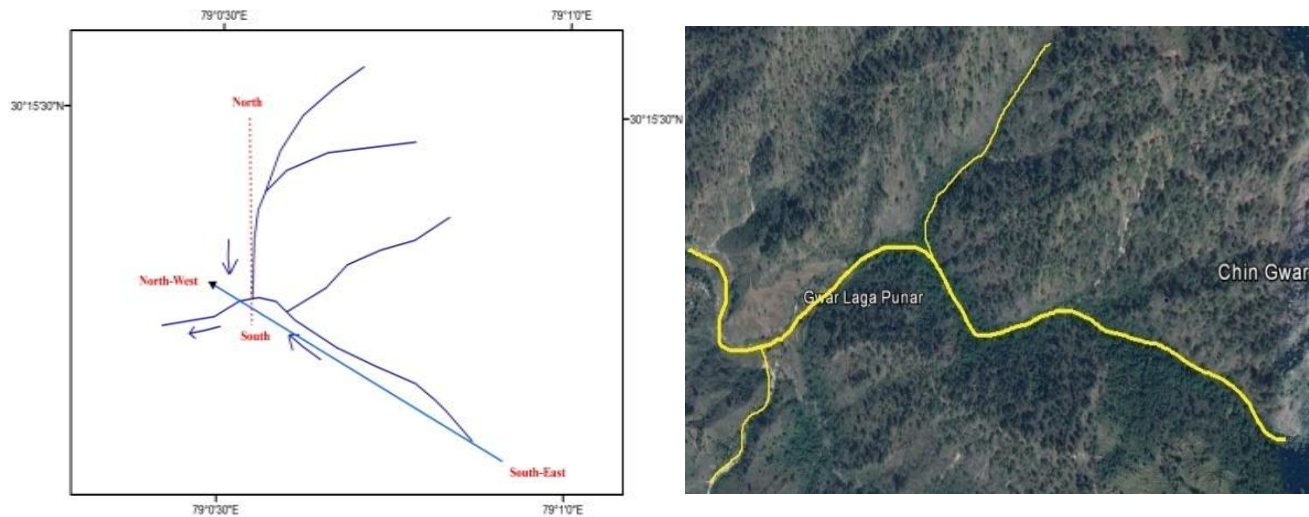 79°0'30"E
79°1'0"E
30°15'30"N
30°15'30"N
North
North-West
South
South-East
79°0'30"E
79°1'0"E
Chin Gwar
Gwar Laga Punar